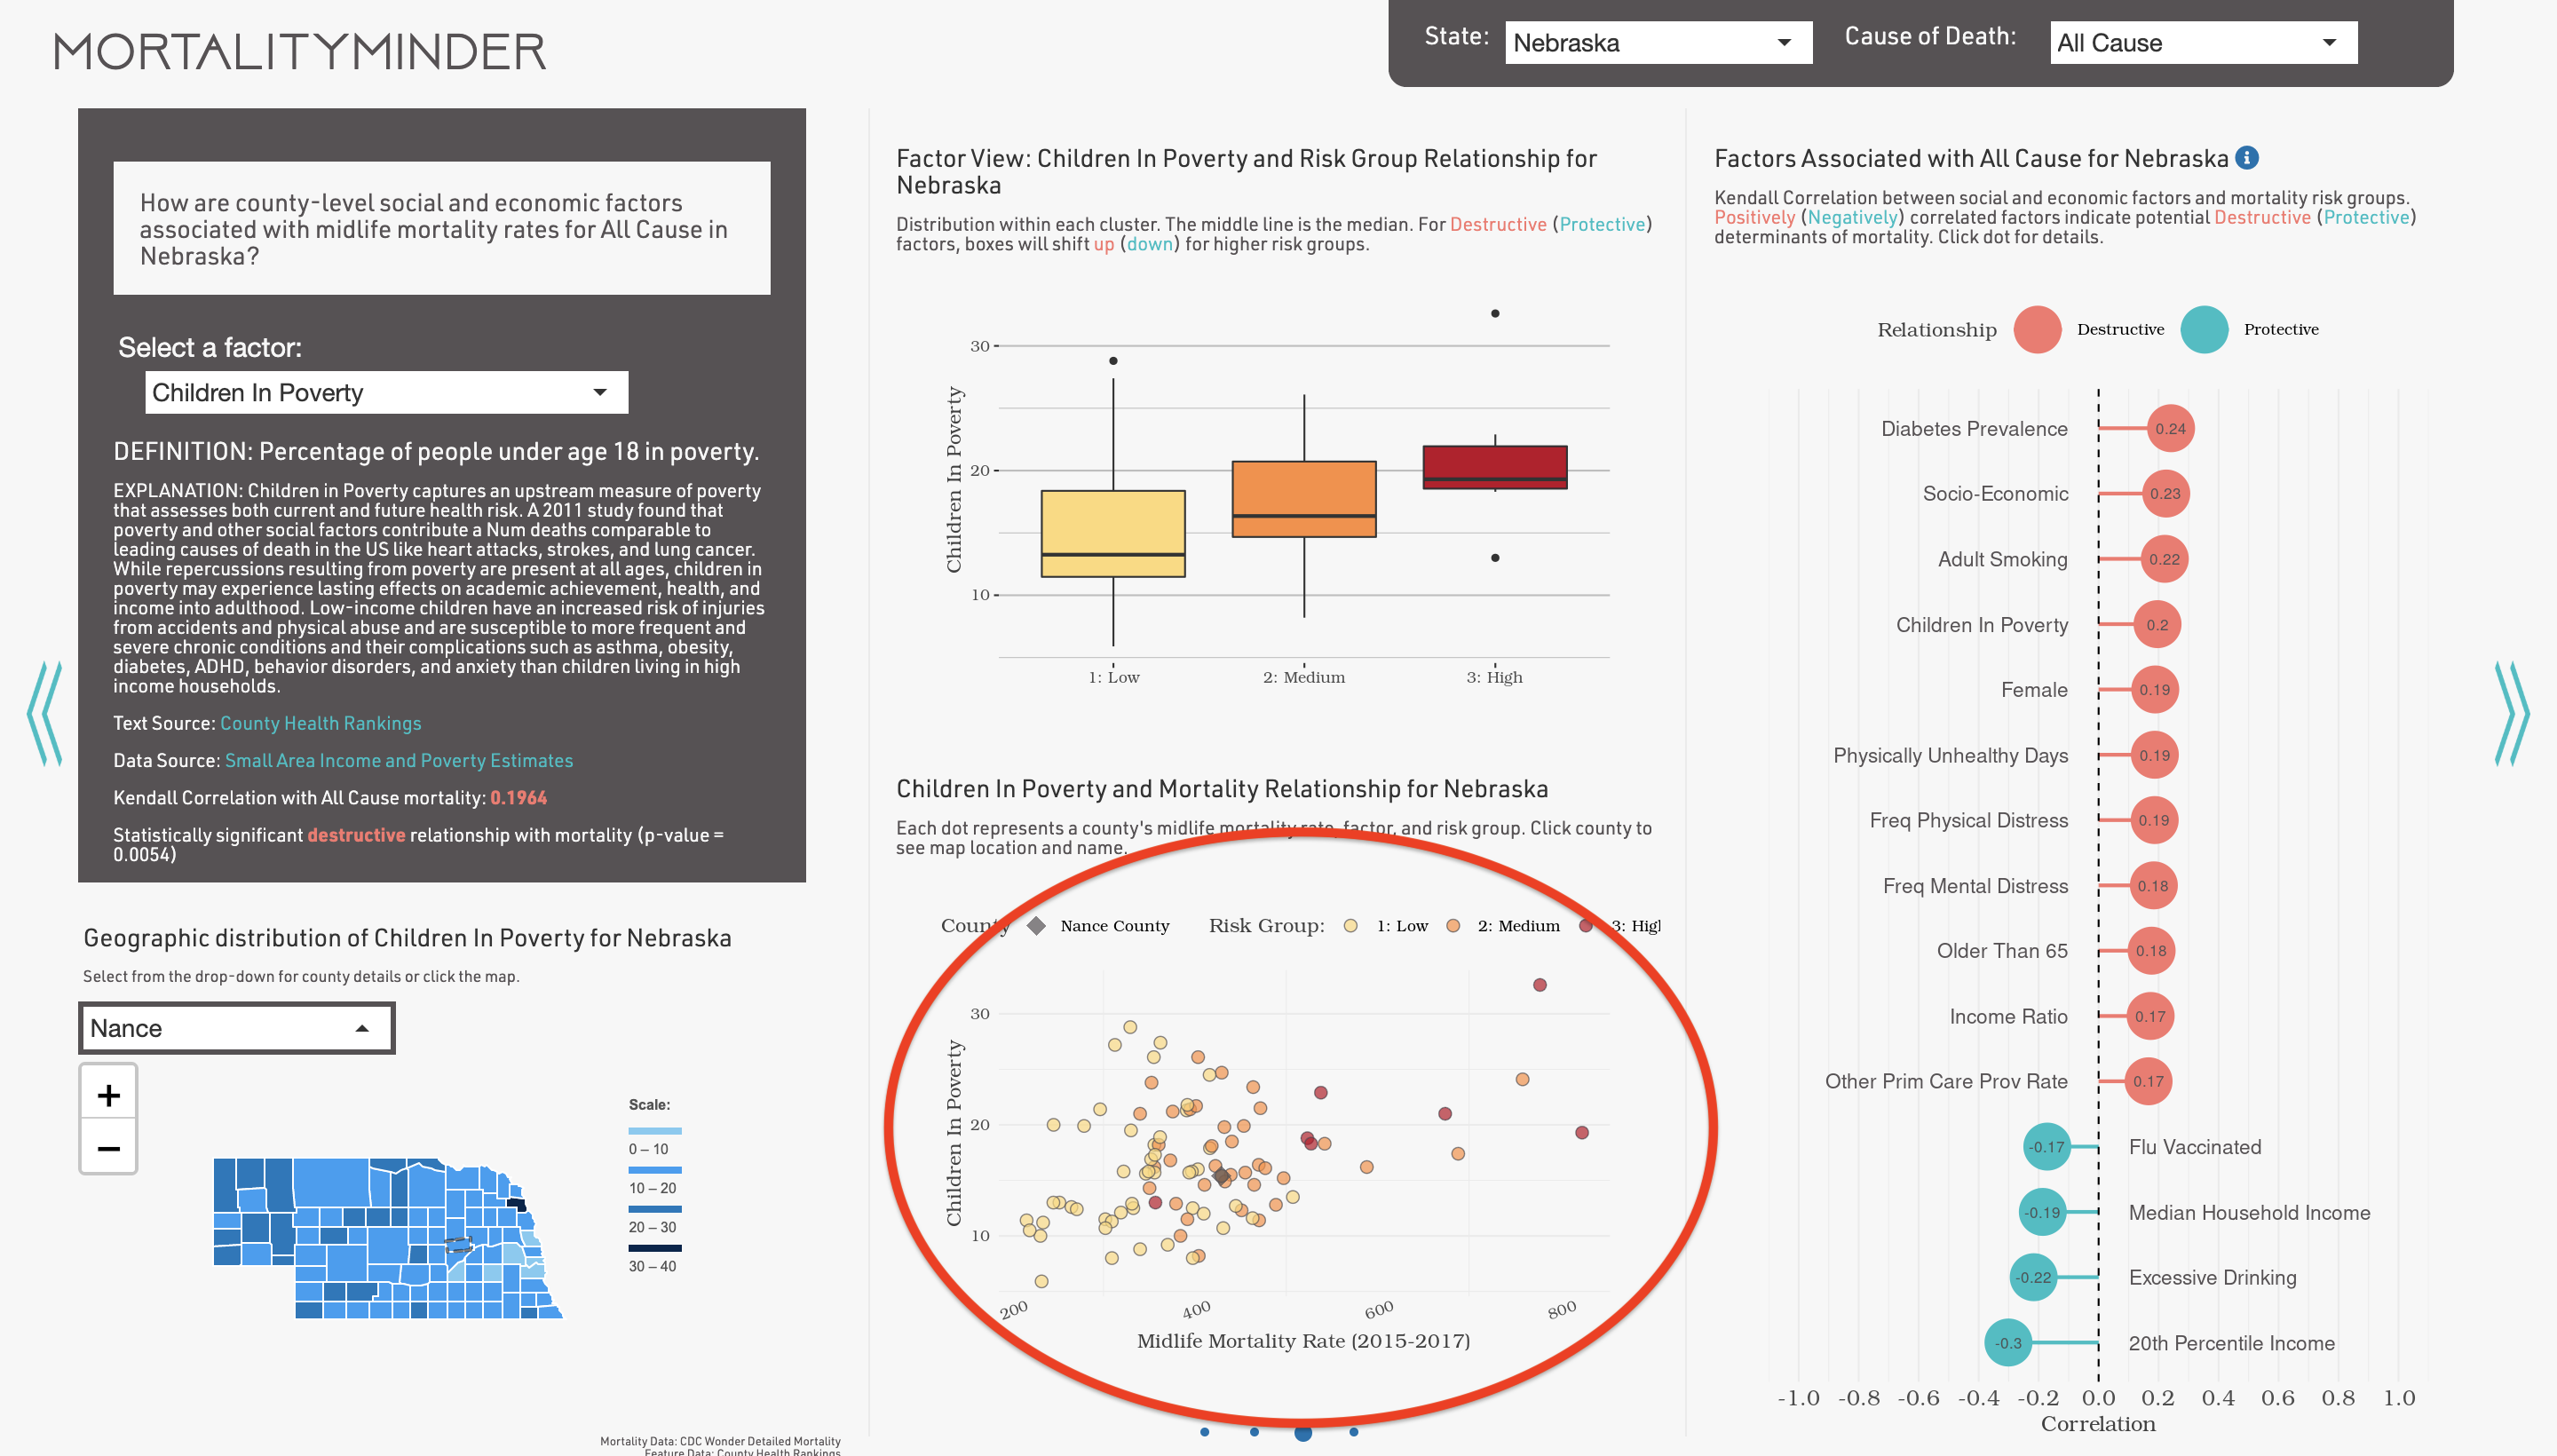 MORTALITYMINDER
State:
Nebraska
Cause of Death:
All Cause
How are county-level social and economic factors
associated with midlife mortality rates for All Cause in
Nebraska?
Select a factor:
Children In Poverty
DEFINITION: Percentage of people under age 18 in poverty.
EXPLANATION: Children in Poverty captures an upstream measure of poverty
that assesses both current and future health risk. A 2011 study found that
poverty and other social factors contribute a Num deaths comparable to
leading causes of death in the US like heart attacks, strokes, and lung cancer.
While repercussions resulting from poverty are present at all ages, children in
poverty may experience lasting effects on academic achievement, health, and
income into adulthood. Low-income children have an increased risk of injuries
from accidents and physical abuse and are susceptible to more frequent and
severe chronic conditions and their complications such as asthma, obesity,
diabetes, ADHD, behavior disorders, and anxiety than children living in high
income households.
Text Source: County Health Rankings
Data Source: Small Area Income and Poverty Estimates
Kendall Correlation with All Cause mortality: 0.1964
Statistically significant destructive relationship with mortality (p-value =
0.0054)
Geographic distribution of Children In Poverty for Nebraska
Select from the drop-down for county details or click the map.
Nance
+
−
Scale:
0 – 10
10 – 20
20 – 30
30 – 40
Mortality Data: CDC Wonder Detailed Mortality
Feature Data: County Health Rankings
Factor View: Children In Poverty and Risk Group Relationship for
Nebraska
Distribution within each cluster. The middle line is the median. For Destructive (Protective)
factors, boxes will shift up (down) for higher risk groups.
Children In Poverty
30
20
10
1: Low
2: Medium
3: High
Children In Poverty and Mortality Relationship for Nebraska
Each dot represents a county's midlife mortality rate, factor, and risk group. Click county to
see map location and name.
County
Nance County
Risk Group:
1: Low
2: Medium
3: Higl
Children In Poverty
30
20
10
200
400
600
800
Midlife Mortality Rate (2015-2017)
Factors Associated with All Cause for Nebraska
Kendall Correlation between social and economic factors and mortality risk groups.
Positively (Negatively) correlated factors indicate potential Destructive (Protective)
determinants of mortality. Click dot for details.
Relationship
Destructive
Protective
Diabetes Prevalence 0.24
Socio-Economic 0.23
Adult Smoking 0.22
Children In Poverty 0.2
Female 0.19
Physically Unhealthy Days 0.19
Freq Physical Distress 0.19
Freq Mental Distress 0.18
Older Than 65 0.18
Income Ratio 0.17
Other Prim Care Prov Rate 0.17
-0.17 Flu Vaccinated
-0.19 Median Household Income
-0.22 Excessive Drinking
-0.3 20th Percentile Income
-1.0 -0.8 -0.6 -0.4 -0.2 0.0 0.2 0.4 0.6 0.8 1.0
Correlation